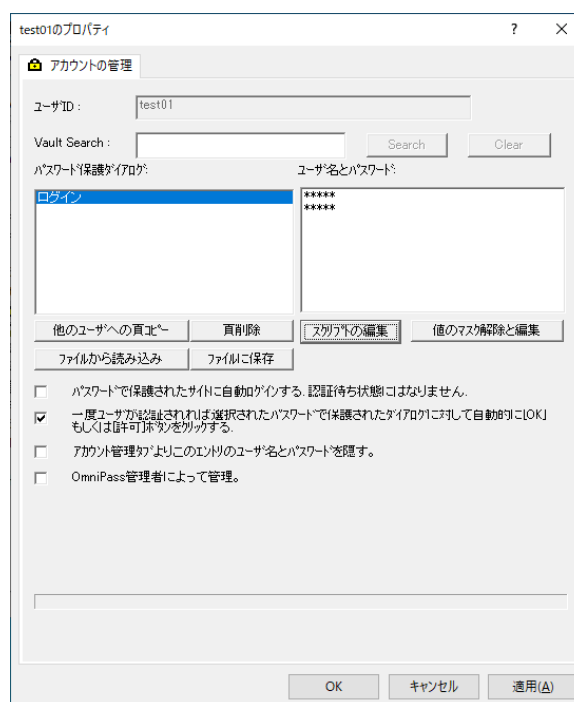 test01のプロパティ
?
×
アカウントの管理
ユーザID :
test01
Vault Search :
Search
Clear
パスワード保護ダイアログ:
ユーザ名とパスワード:
ログイン
*****
*****
他のユーザへの頁コピー
頁削除
スクリプトの編集
値のマスク解除と編集
ファイルから読み込み
ファイルに保存
パスワードで保護されたサイトに自動ログインする. 認証待ち状態にはなりません.
一度ユーザが認証されれば選択されたパスワードで保護されたダイアログに対して自動的に[OK]
もしくは[許可]ボタンをクリックする.
アカウント管理タブよりこのエントリのユーザ名とパスワードを隠す。
OmniPass管理者によって管理。
OK
キャンセル
適用(A)